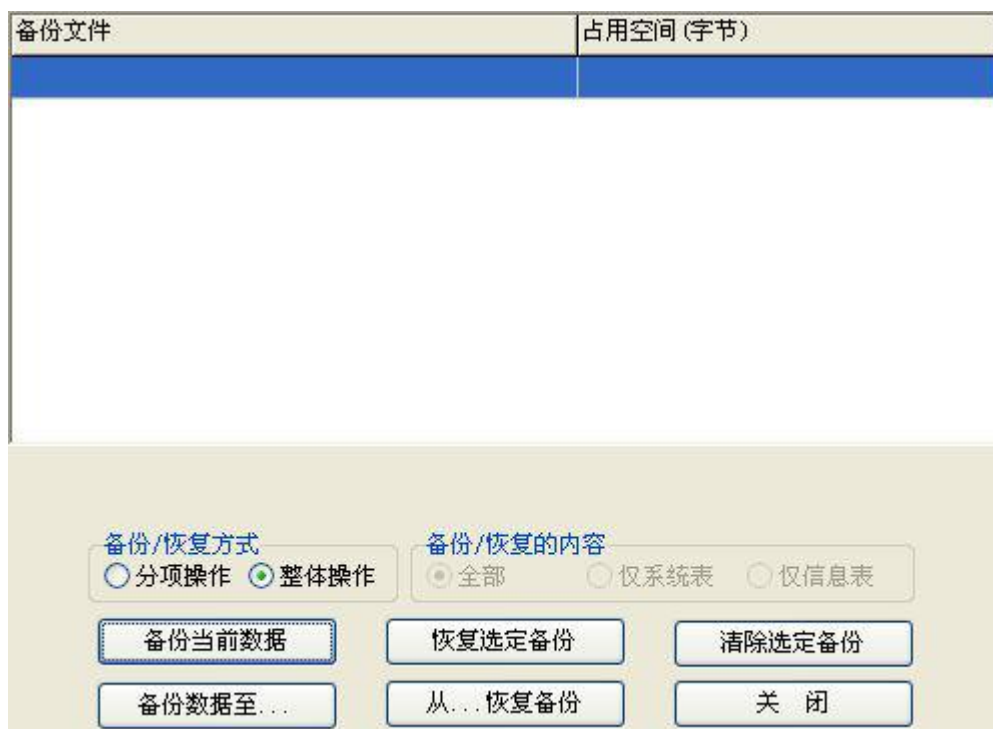 备份文件 占用空间(字节)
备份/恢复方式 备份/恢复的内容
分项操作 整体操作 全部 仅系统表 仅信息表
备份当前数据 恢复选定备份 清除选定备份
备份数据至... 从...恢复备份 关 闭